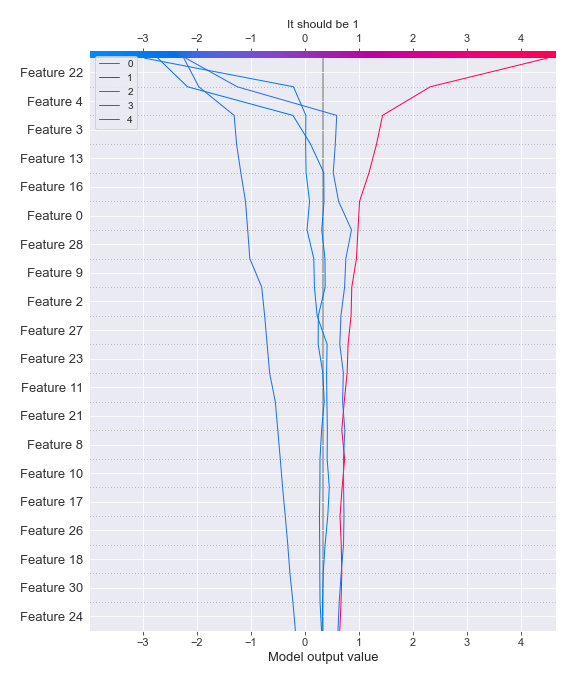 It should be 1
−3 −2 −1 0 1 2 3 4
0
1
2
3
4
Feature 22
Feature 4
Feature 3
Feature 13
Feature 16
Feature 0
Feature 28
Feature 9
Feature 2
Feature 27
Feature 23
Feature 11
Feature 21
Feature 8
Feature 10
Feature 17
Feature 26
Feature 18
Feature 30
Feature 24
−3 −2 −1 0 1 2 3 4
Model output value